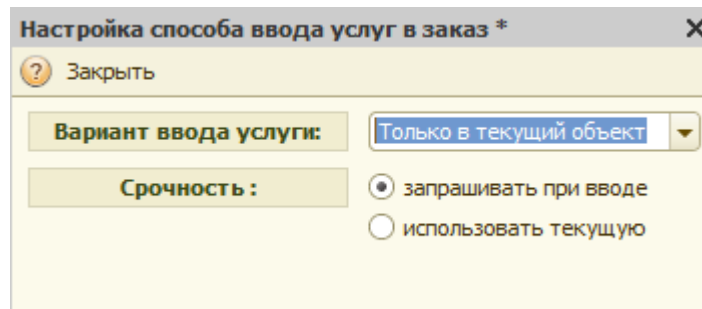 Настройка способа ввода услуг в заказ *
? Закрыть
Вариант ввода услуги: Только в текущий объект
Срочность : запрашивать при вводе
использовать текущую